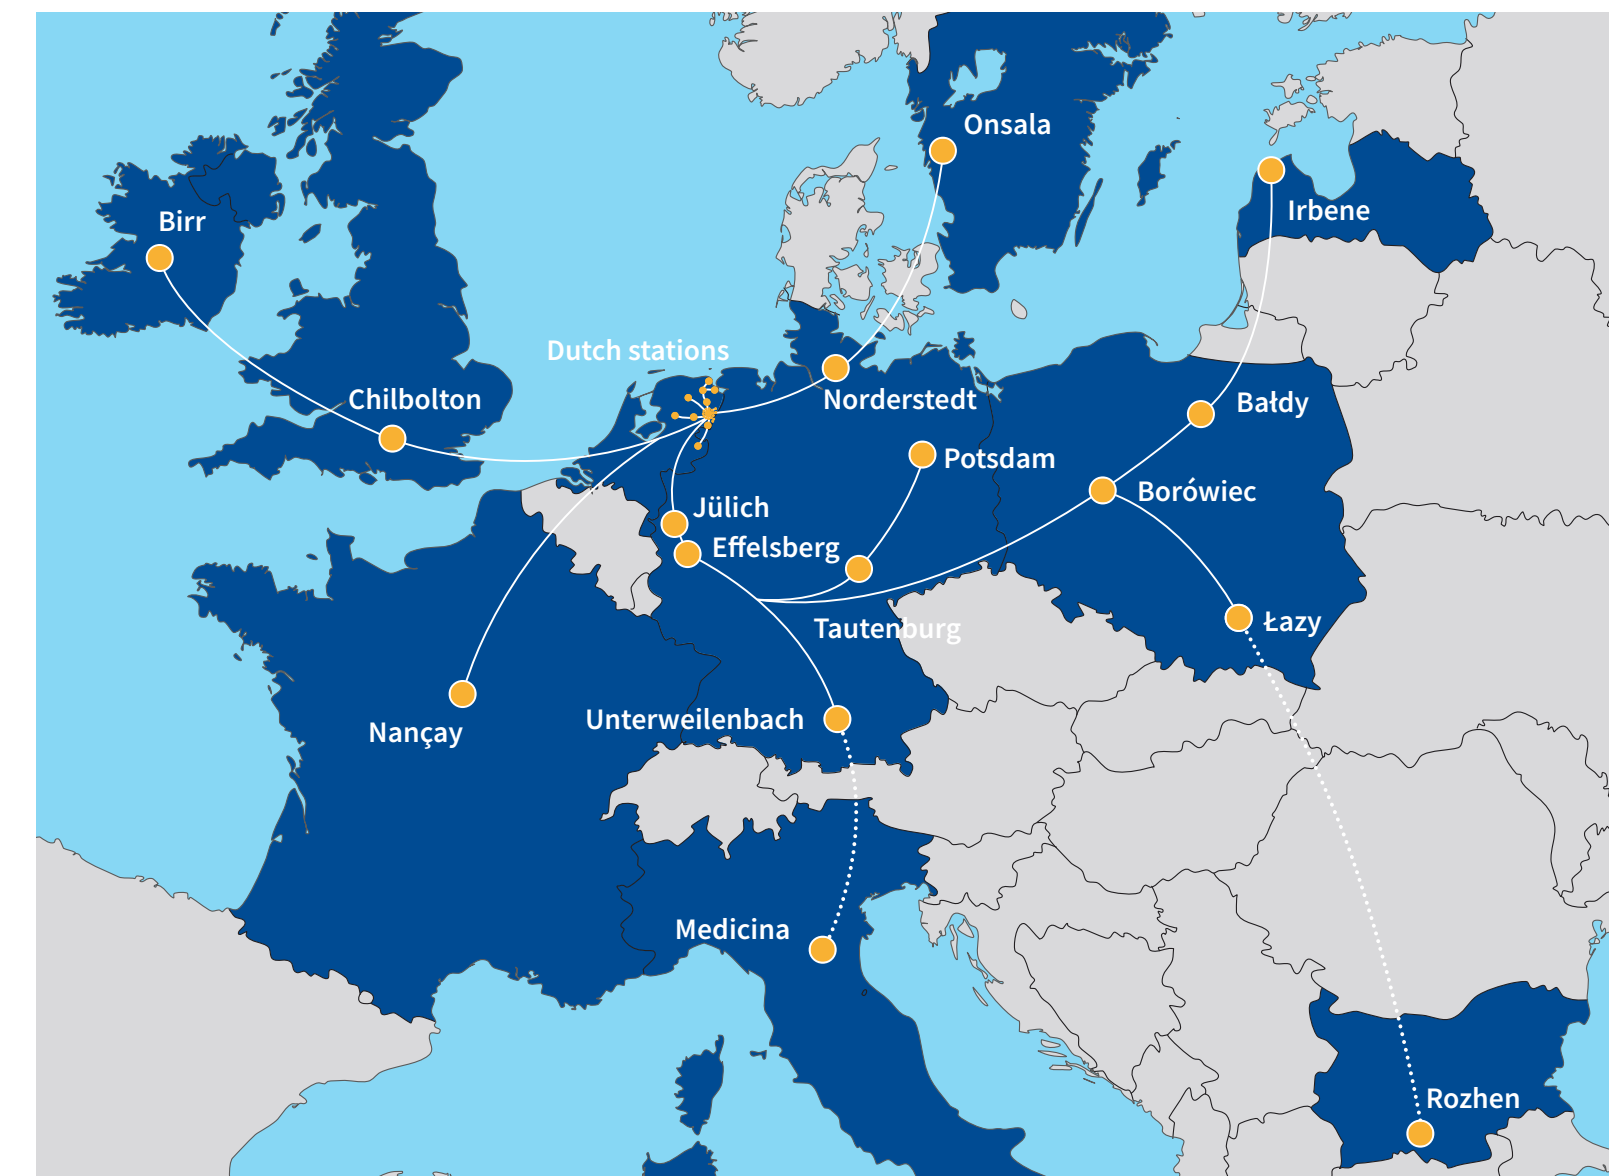 Onsala
Irbene
Birr
Dutch stations
Chilbolton
Norderstedt
Bałdy
Potsdam
Borówiec
Jülich
Effelsberg
Tautenburg
Łazy
Unterweilenbach
Nançay
Medicina
Rozhen